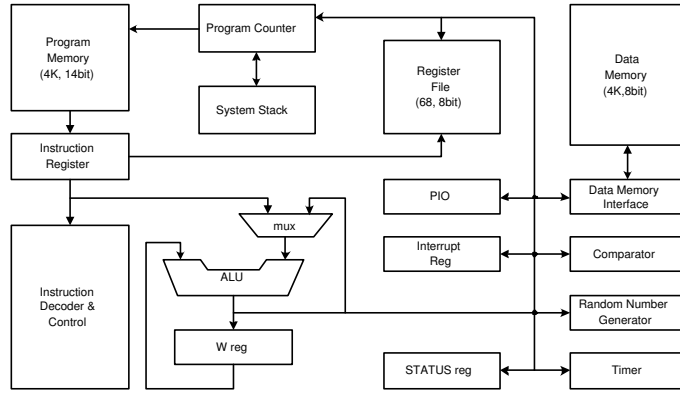 Program
Memory
(4K, 14bit)
Program Counter
System Stack
Register
File
(68, 8bit)
Data
Memory
(4K,8bit)
Instruction
Register
PIO
Data Memory
Interface
mux
Interrupt
Reg
Comparator
ALU
Instruction
Decoder &
Control
Random Number
Generator
W reg
STATUS reg
Timer